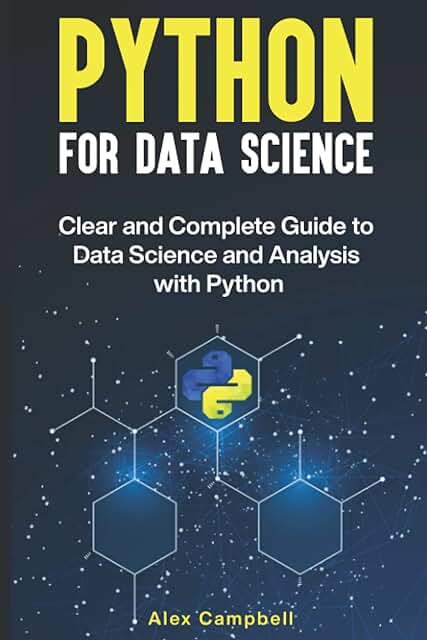 PYTHON
FOR DATA SCIENCE
Clear and Complete Guide to
Data Science and Analysis
with Python
Alex Campbell